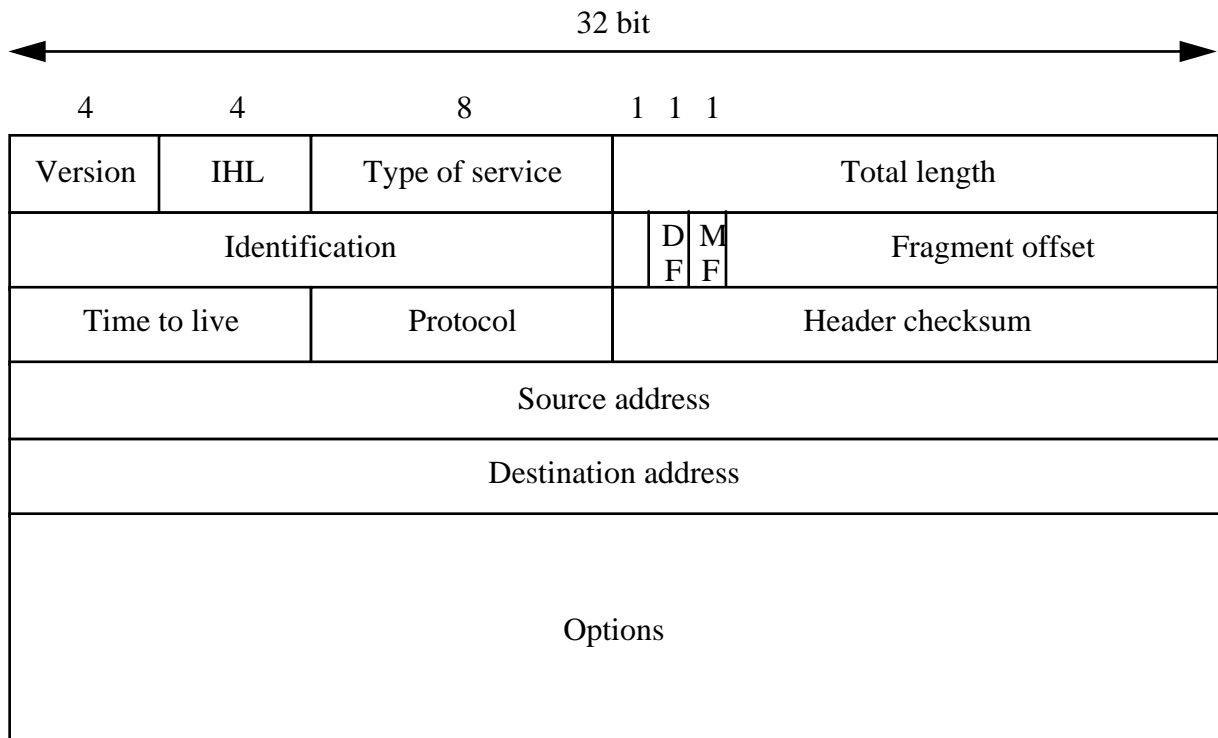 32 bit
4 4 8 1 1 1
Version IHL Type of service Total length
Identification D F M F Fragment offset
Time to live Protocol Header checksum
Source address
Destination address
Options